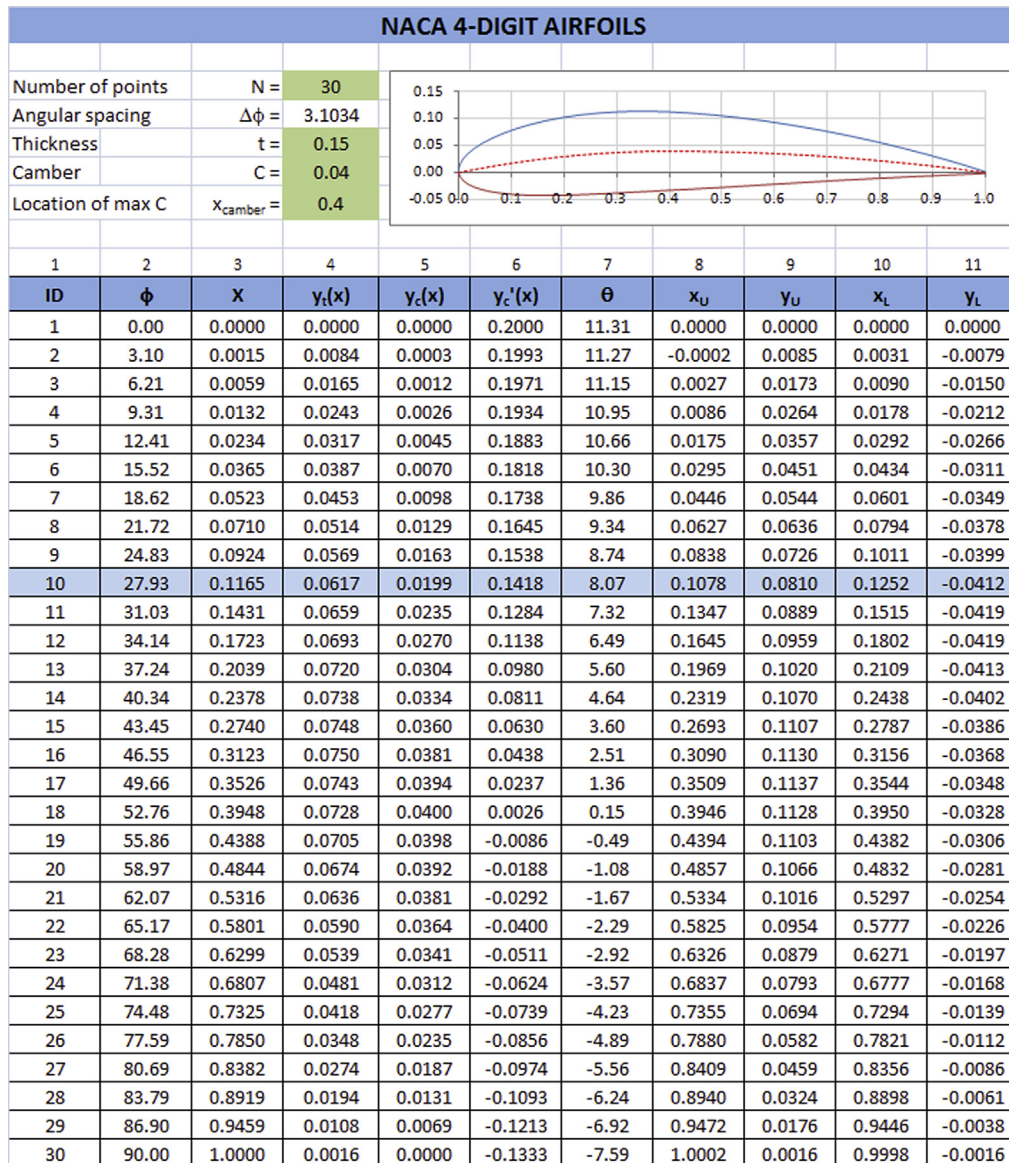 NACA 4-DIGIT AIRFOILS
Number of points N = 30
Angular spacing Δϕ = 3.1034
Thickness t = 0.15
Camber C = 0.04
Location of max C xcamber = 0.4
0.15
0.10
0.05
0.00
-0.05 0.0 0.1 0.2 0.3 0.4 0.5 0.6 0.7 0.8 0.9 1.0
1 2 3 4 5 6 7 8 9 10 11
ID ϕ X yt(x) yc(x) yc'(x) θ xU yU xL yL
1 0.00 0.0000 0.0000 0.0000 0.2000 11.31 0.0000 0.0000 0.0000 0.0000
2 3.10 0.0015 0.0084 0.0003 0.1993 11.27 -0.0002 0.0085 0.0031 -0.0079
3 6.21 0.0059 0.0165 0.0012 0.1971 11.15 0.0027 0.0173 0.0090 -0.0150
4 9.31 0.0132 0.0243 0.0026 0.1934 10.95 0.0086 0.0264 0.0178 -0.0212
5 12.41 0.0234 0.0317 0.0045 0.1883 10.66 0.0175 0.0357 0.0292 -0.0266
6 15.52 0.0365 0.0387 0.0070 0.1818 10.30 0.0295 0.0451 0.0434 -0.0311
7 18.62 0.0523 0.0453 0.0098 0.1738 9.86 0.0446 0.0544 0.0601 -0.0349
8 21.72 0.0710 0.0514 0.0129 0.1645 9.34 0.0627 0.0636 0.0794 -0.0378
9 24.83 0.0924 0.0569 0.0163 0.1538 8.74 0.0838 0.0726 0.1011 -0.0399
10 27.93 0.1165 0.0617 0.0199 0.1418 8.07 0.1078 0.0810 0.1252 -0.0412
11 31.03 0.1431 0.0659 0.0235 0.1284 7.32 0.1347 0.0889 0.1515 -0.0419
12 34.14 0.1723 0.0693 0.0270 0.1138 6.49 0.1645 0.0959 0.1802 -0.0419
13 37.24 0.2039 0.0720 0.0304 0.0980 5.60 0.1969 0.1020 0.2109 -0.0413
14 40.34 0.2378 0.0738 0.0334 0.0811 4.64 0.2319 0.1070 0.2438 -0.0402
15 43.45 0.2740 0.0748 0.0360 0.0630 3.60 0.2693 0.1107 0.2787 -0.0386
16 46.55 0.3123 0.0750 0.0381 0.0438 2.51 0.3090 0.1130 0.3156 -0.0368
17 49.66 0.3526 0.0743 0.0394 0.0237 1.36 0.3509 0.1137 0.3544 -0.0348
18 52.76 0.3948 0.0728 0.0400 0.0026 0.15 0.3946 0.1128 0.3950 -0.0328
19 55.86 0.4388 0.0705 0.0398 -0.0086 -0.49 0.4394 0.1103 0.4382 -0.0306
20 58.97 0.4844 0.0674 0.0392 -0.0188 -1.08 0.4857 0.1066 0.4832 -0.0281
21 62.07 0.5316 0.0636 0.0381 -0.0292 -1.67 0.5334 0.1016 0.5297 -0.0254
22 65.17 0.5801 0.0590 0.0364 -0.0400 -2.29 0.5825 0.0954 0.5777 -0.0226
23 68.28 0.6299 0.0539 0.0341 -0.0511 -2.92 0.6326 0.0879 0.6271 -0.0197
24 71.38 0.6807 0.0481 0.0312 -0.0624 -3.57 0.6837 0.0793 0.6777 -0.0168
25 74.48 0.7325 0.0418 0.0277 -0.0739 -4.23 0.7355 0.0694 0.7294 -0.0139
26 77.59 0.7850 0.0348 0.0235 -0.0856 -4.89 0.7880 0.0582 0.7821 -0.0112
27 80.69 0.8382 0.0274 0.0187 -0.0974 -5.56 0.8409 0.0459 0.8356 -0.0086
28 83.79 0.8919 0.0194 0.0131 -0.1093 -6.24 0.8940 0.0324 0.8898 -0.0061
29 86.90 0.9459 0.0108 0.0069 -0.1213 -6.92 0.9472 0.0176 0.9446 -0.0038
30 90.00 1.0000 0.0016 0.0000 -0.1333 -7.59 1.0002 0.0016 0.9998 -0.0016